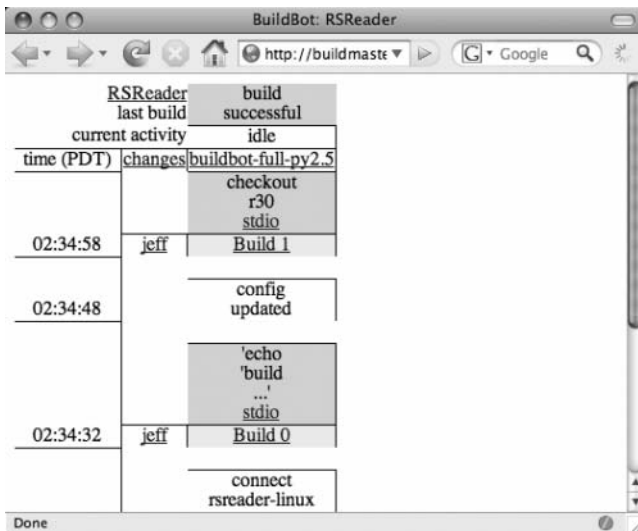 BuildBot: RSReader
http://buildmaste
G Google
RSReader build
last build successful
current activity idle
time (PDT) changes buildbot-full-py2.5
checkout
r30
stdio
02:34:58 jeff Build 1
config
02:34:48 updated
'echo
'build
...'
stdio
02:34:32 jeff Build 0
connect
rsreader-linux
Done